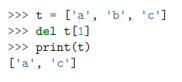 >>> t = ['a', 'b', 'c']
>>> del t[1]
>>> print(t)
['a', 'c']